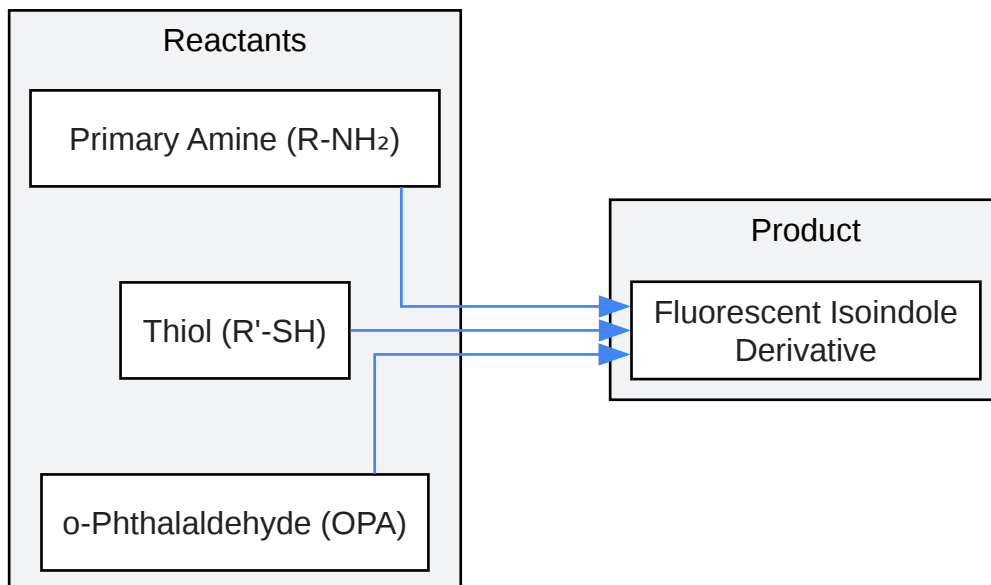 Reactants
Primary Amine (R-NH₂)
Thiol (R'-SH)
o-Phthalaldehyde (OPA)
Product
Fluorescent Isoindole
Derivative